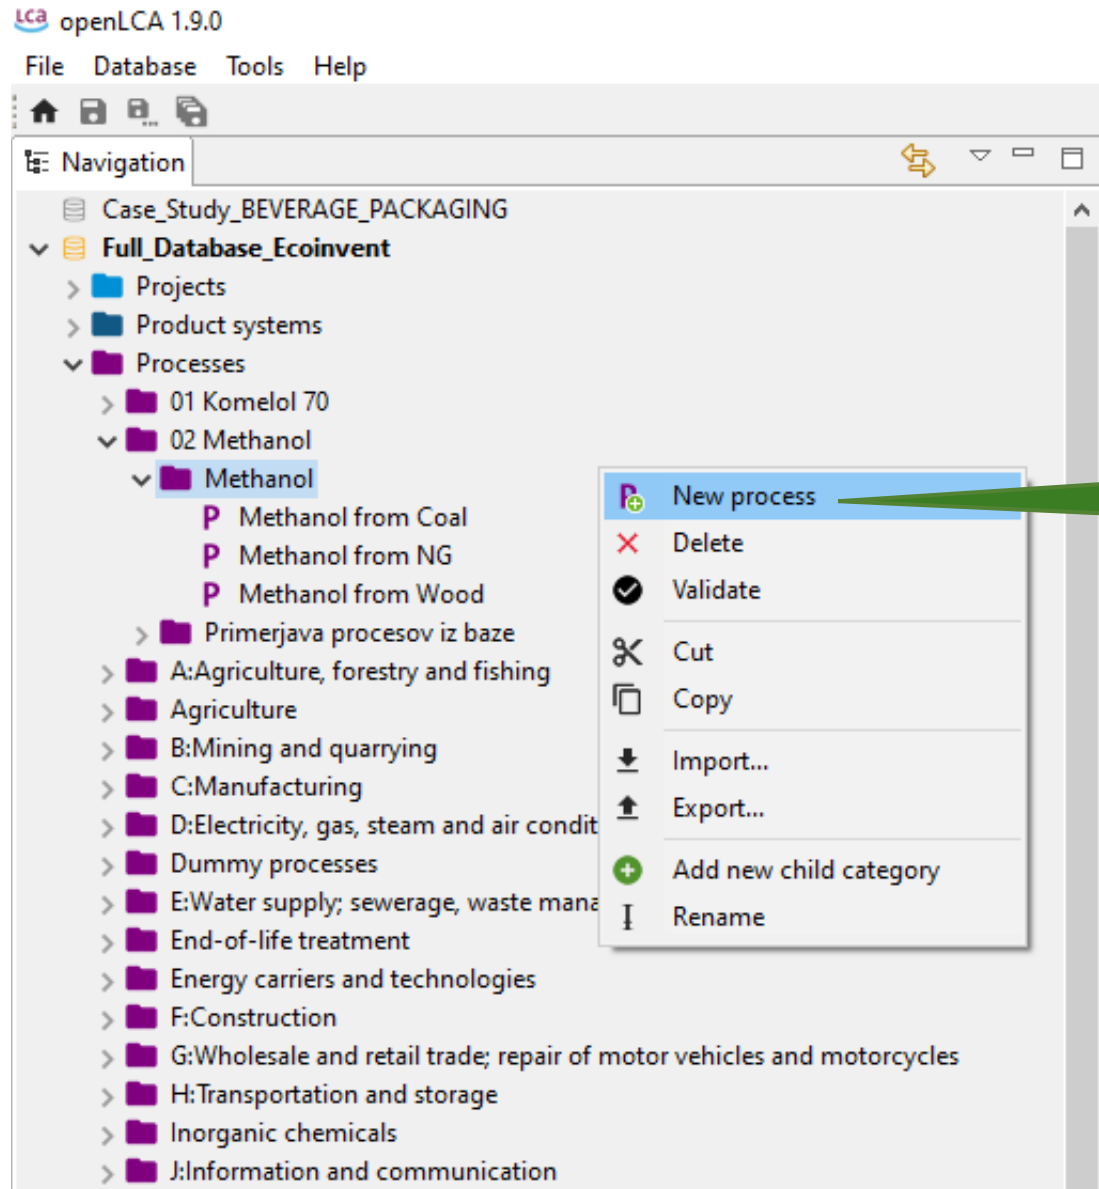 LCa openLCA 1.9.0
File Database Tools Help
Navigation
Case_Study_BEVERAGE_PACKAGING
Full_Database_Ecoinvent
Projects
Product systems
Processes
01 Komelol 70
02 Methanol
Methanol
Methanol from Coal
Methanol from NG
Methanol from Wood
Primerjava procesov iz baze
A:Agriculture, forestry and fishing
Agriculture
B:Mining and quarrying
C:Manufacturing
D:Electricity, gas, steam and air condit
Dummy processes
E:Water supply; sewerage, waste mana
End-of-life treatment
Energy carriers and technologies
F:Construction
G:Wholesale and retail trade; repair of motor vehicles and motorcycles
H:Transportation and storage
Inorganic chemicals
J:Information and communication
New process
Delete
Validate
Cut
Copy
Import...
Export...
Add new child category
Rename